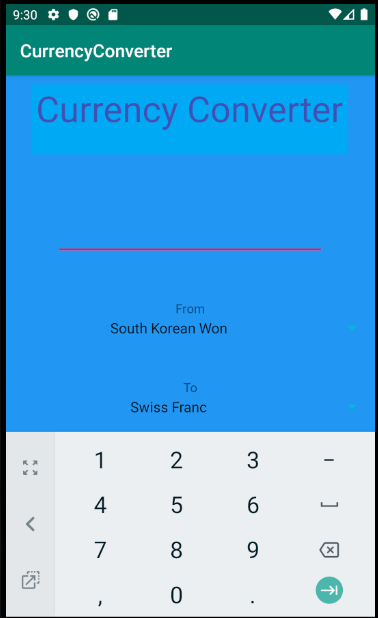 9:30
CurrencyConverter
Currency Converter
From
South Korean Won
To
Swiss Franc
1 2 3 -
4 5 6
7 8 9
, 0 .